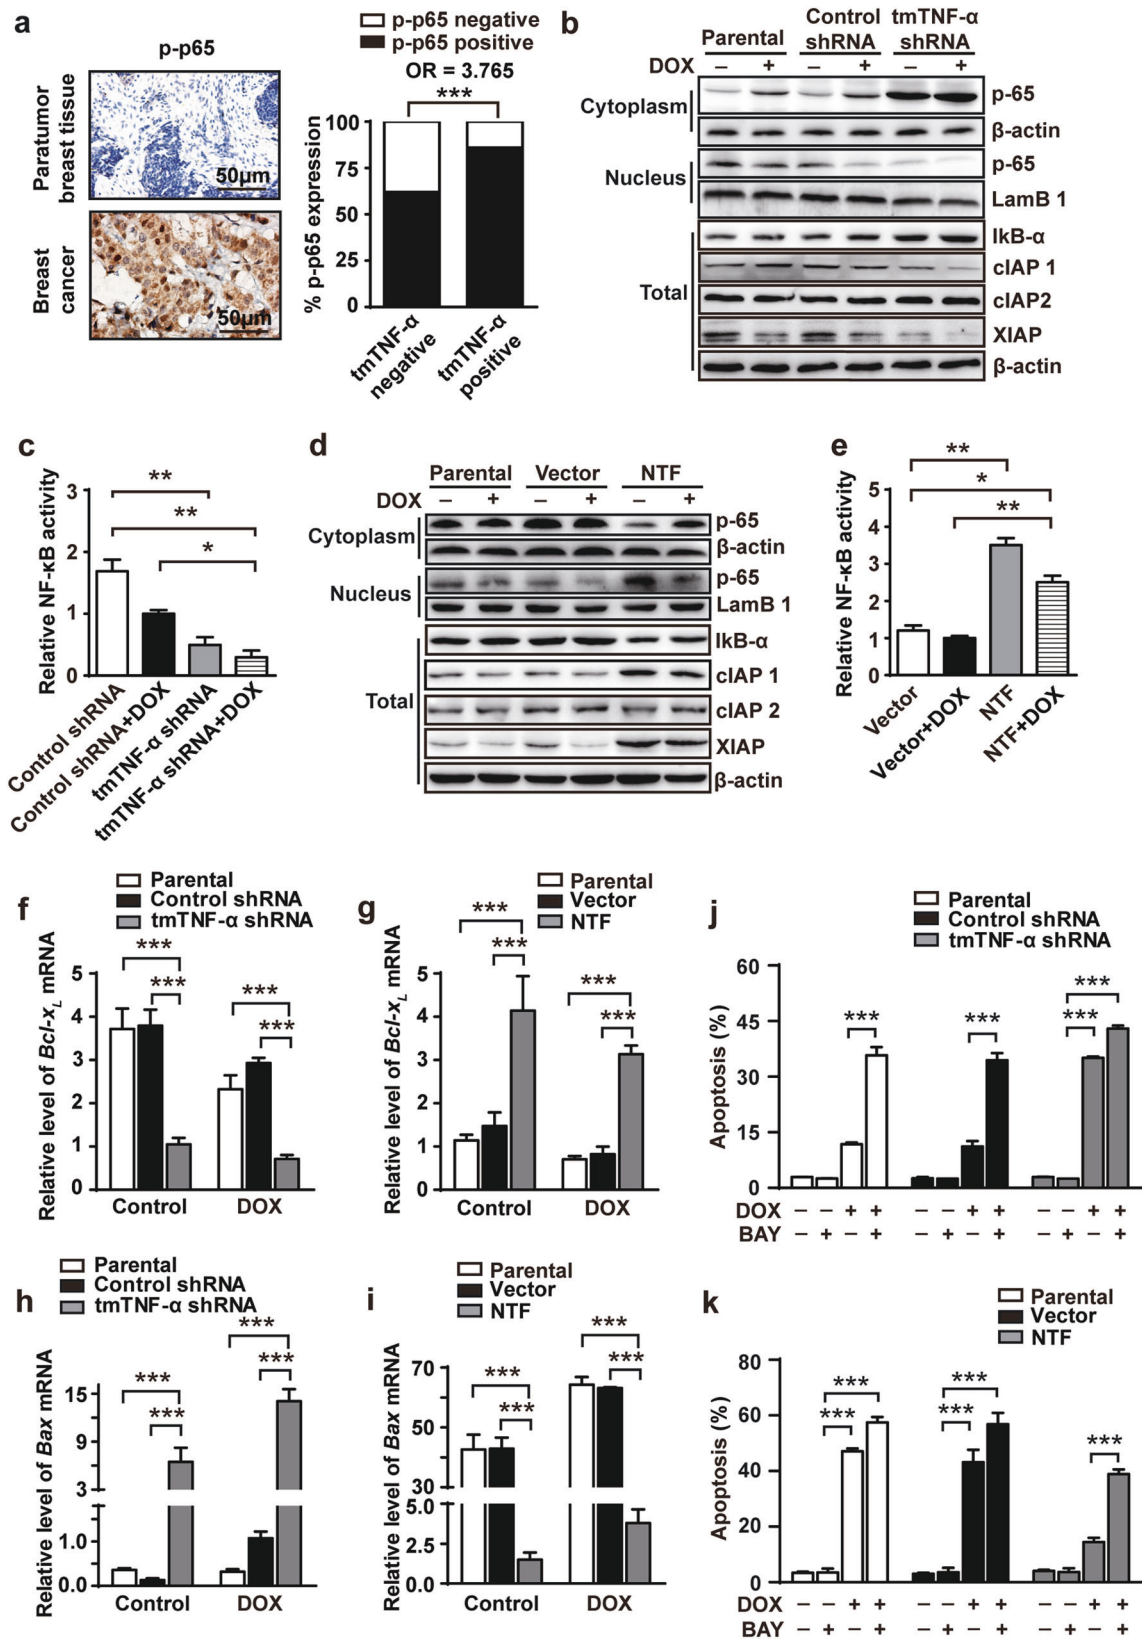 a
p-p65
Paratumor
breast tissue
50μm
Breast
cancer
50μm
p-p65 negative
p-p65 positive
OR = 3.765
***
% p-p65 expression
100
75
50
25
0
tmTNF-α
negative
tmTNF-α
positive
b
Parental
Control
shRNA
tmTNF-α
shRNA
DOX – + – + – +
Cytoplasm
p-65
β-actin
Nucleus
p-65
LamB 1
Total
IkB-α
cIAP 1
cIAP2
XIAP
β-actin
c
Relative NF-κB activity
3
2
1
0
**
**
*
Control shRNA
Control shRNA+DOX
tmTNF-α shRNA
tmTNF-α shRNA+DOX
d
Parental Vector NTF
DOX – + – + – +
Cytoplasm
p-65
β-actin
Nucleus
p-65
LamB 1
Total
IkB-α
cIAP 1
cIAP 2
XIAP
β-actin
e
Relative NF-κB activity
5
4
3
2
1
0
**
*
**
Vector
Vector+DOX
NTF
NTF+DOX
f
Parental
Control shRNA
tmTNF-α shRNA
Relative level of Bcl-xL mRNA
5
4
3
2
1
0
***
***
***
***
Control DOX
g
Parental
Vector
NTF
Relative level of Bcl-xL mRNA
5
4
3
2
1
0
***
***
***
***
Control DOX
j
Parental
Control shRNA
tmTNF-α shRNA
Apoptosis (%)
60
45
30
15
0
***
***
***
***
DOX – – + + – – + + – – + +
BAY – + – + – + – + – + – +
h
Parental
Control shRNA
tmTNF-α shRNA
Relative level of Bax mRNA
15
9
3
1.0
0.0
***
***
***
***
Control DOX
i
Parental
Vector
NTF
Relative level of Bax mRNA
70
50
30
5.0
2.5
0.0
***
***
***
***
Control DOX
k
Parental
Vector
NTF
Apoptosis (%)
80
60
40
20
0
***
***
***
***
***
DOX – – + + – – + + – – + +
BAY – + – + – + – + – + – +